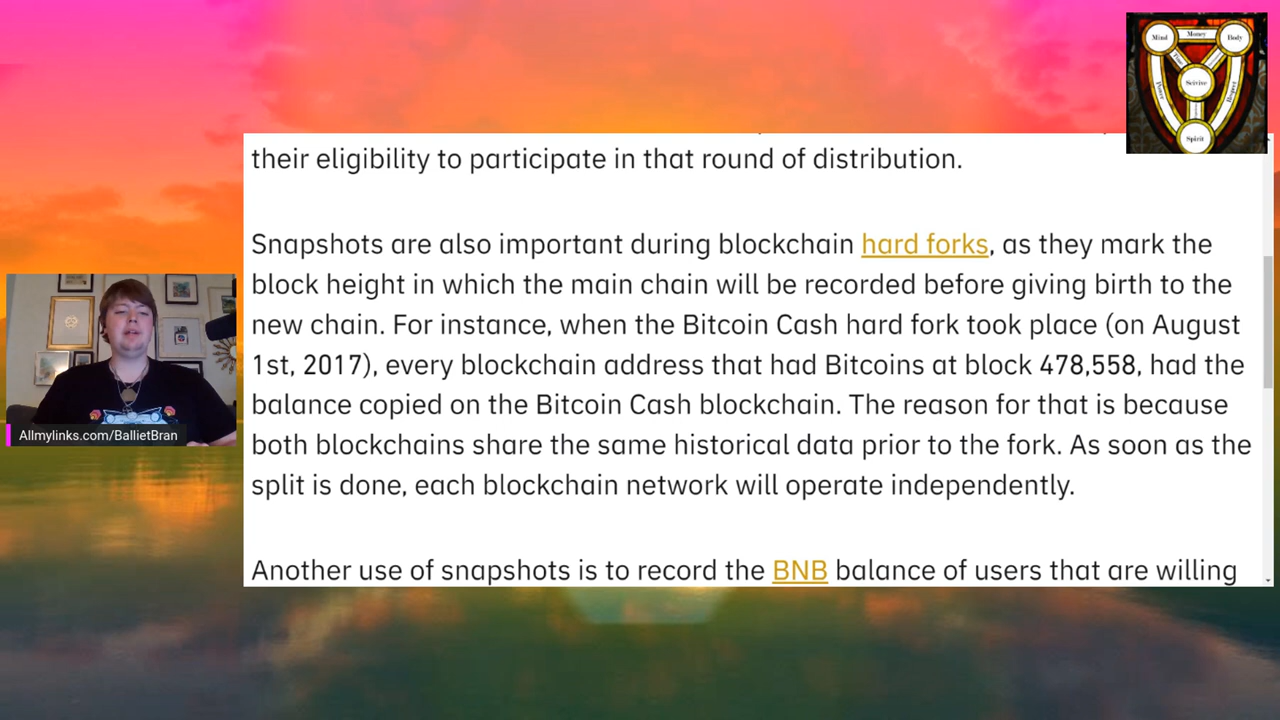 Mind
Money
Body
Scivive
Power
Spirit
their eligibility to participate in that round of distribution.
Snapshots are also important during blockchain hard forks, as they mark the
block height in which the main chain will be recorded before giving birth to the
new chain. For instance, when the Bitcoin Cash hard fork took place (on August
1st, 2017), every blockchain address that had Bitcoins at block 478,558, had the
balance copied on the Bitcoin Cash blockchain. The reason for that is because
both blockchains share the same historical data prior to the fork. As soon as the
split is done, each blockchain network will operate independently.
Another use of snapshots is to record the BNB balance of users that are willing
Allmylinks.com/BallietBran